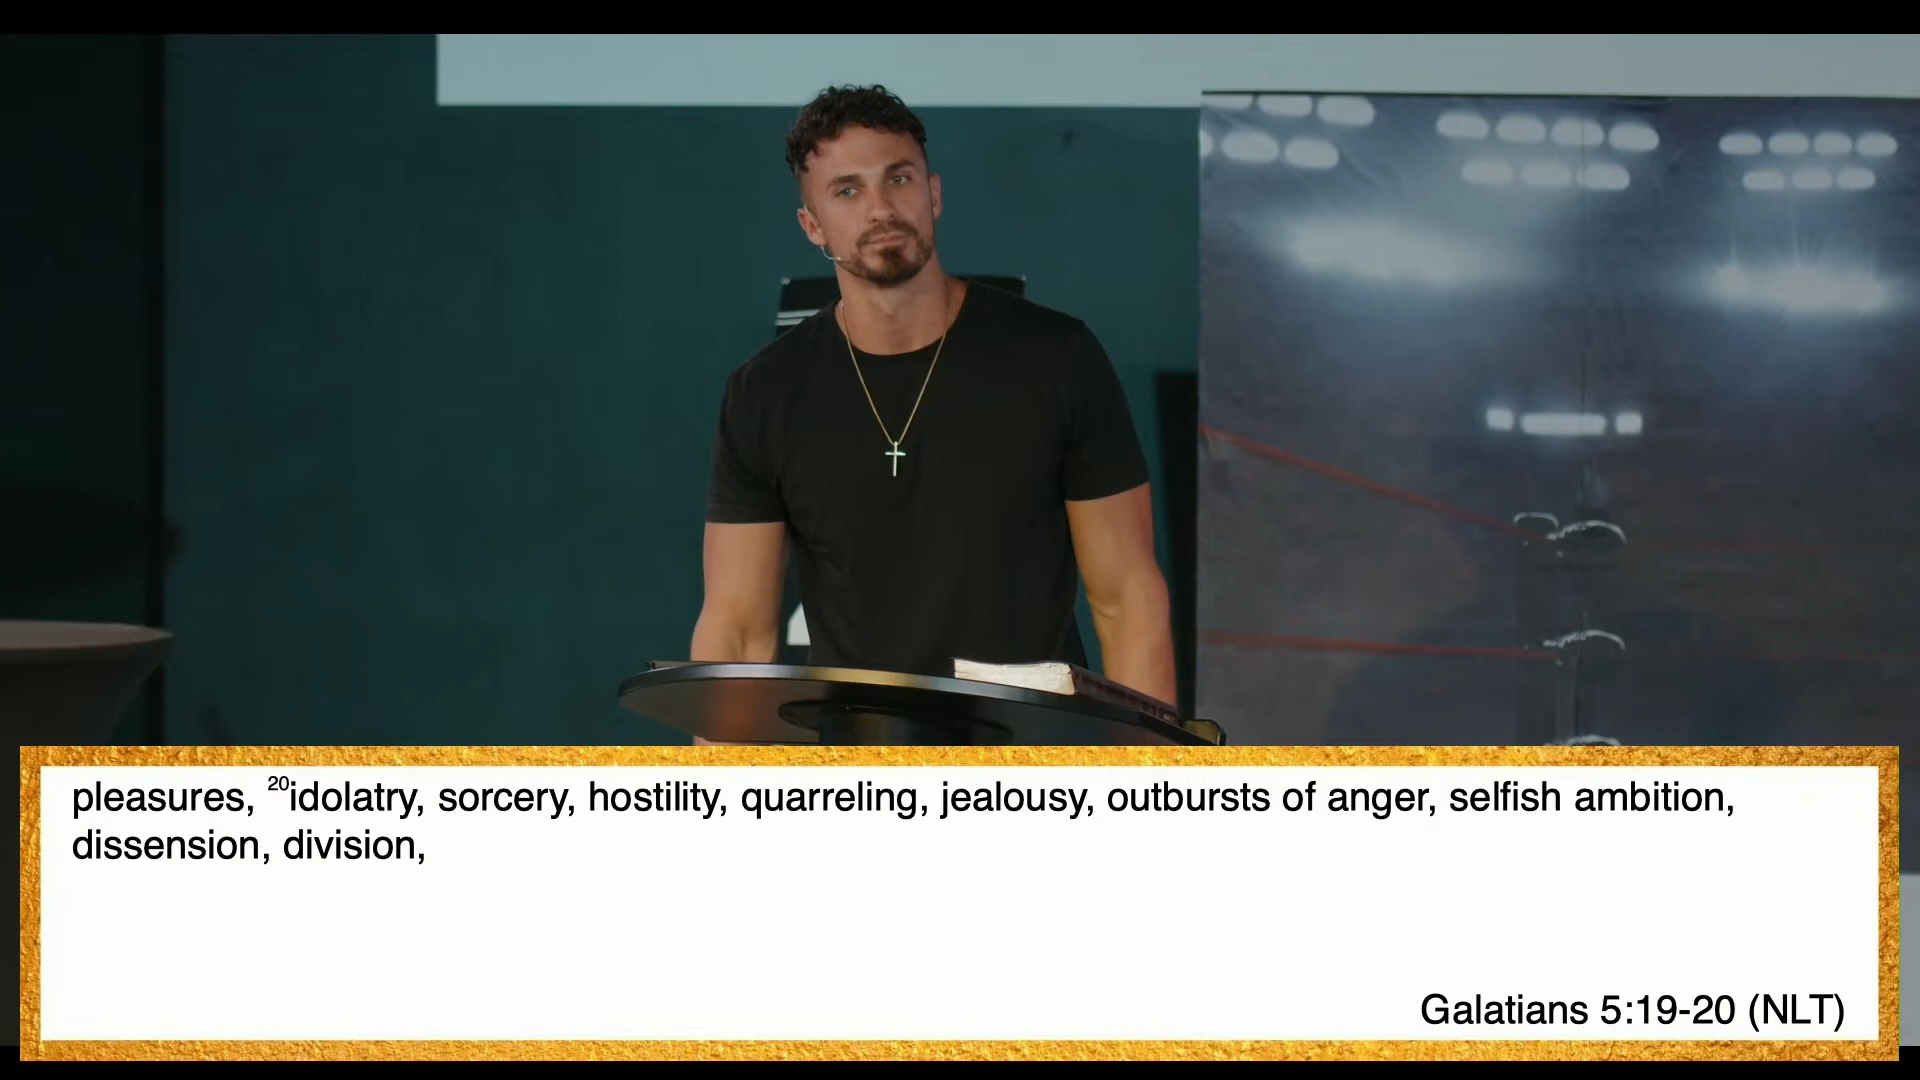 pleasures, ²⁰idolatry, sorcery, hostility, quarreling, jealousy, outbursts of anger, selfish ambition,
dissension, division,
Galatians 5:19-20 (NLT)